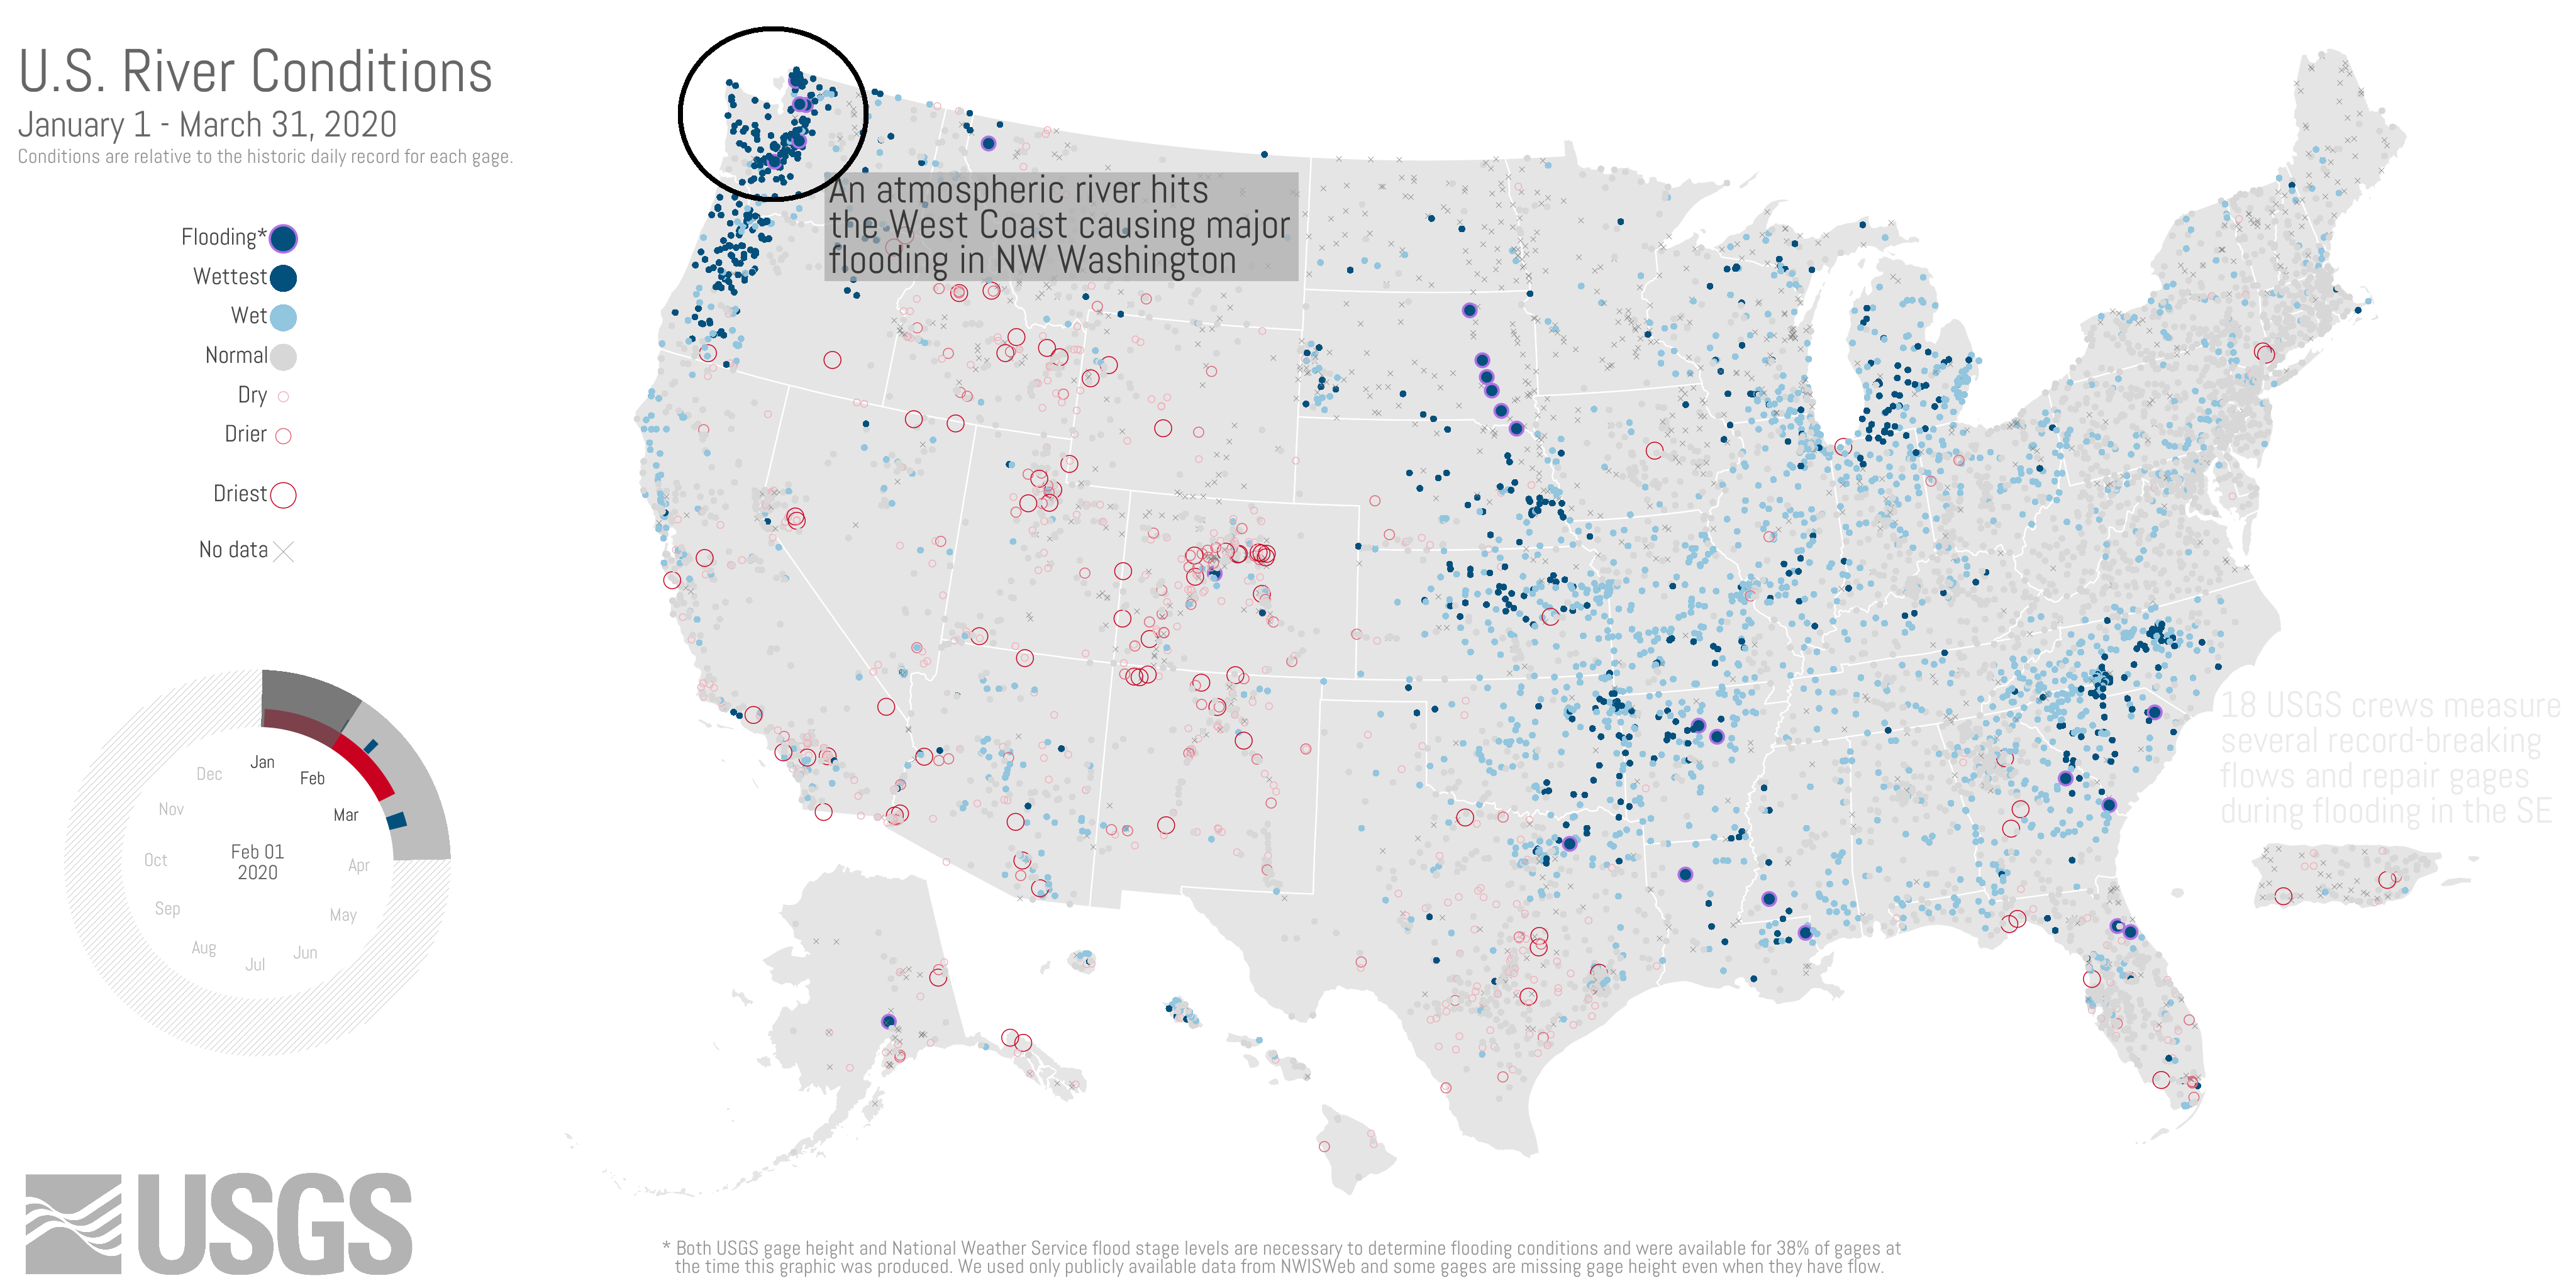 U.S. River Conditions
January 1 - March 31, 2020
Conditions are relative to the historic daily record for each gage.
Flooding*
Wettest
Wet
Normal
Dry
Drier
Driest
No data
An atmospheric river hits
the West Coast causing major
flooding in NW Washington
18 USGS crews measure
several record-breaking
flows and repair gages
during flooding in the SE
Jan
Feb
Mar
Apr
May
Jun
Jul
Aug
Sep
Oct
Nov
Dec
Feb 01
2020
USGS
* Both USGS gage height and National Weather Service flood stage levels are necessary to determine flooding conditions and were available for 38% of gages at
the time this graphic was produced. We used only publicly available data from NWISWeb and some gages are missing gage height even when they have flow.